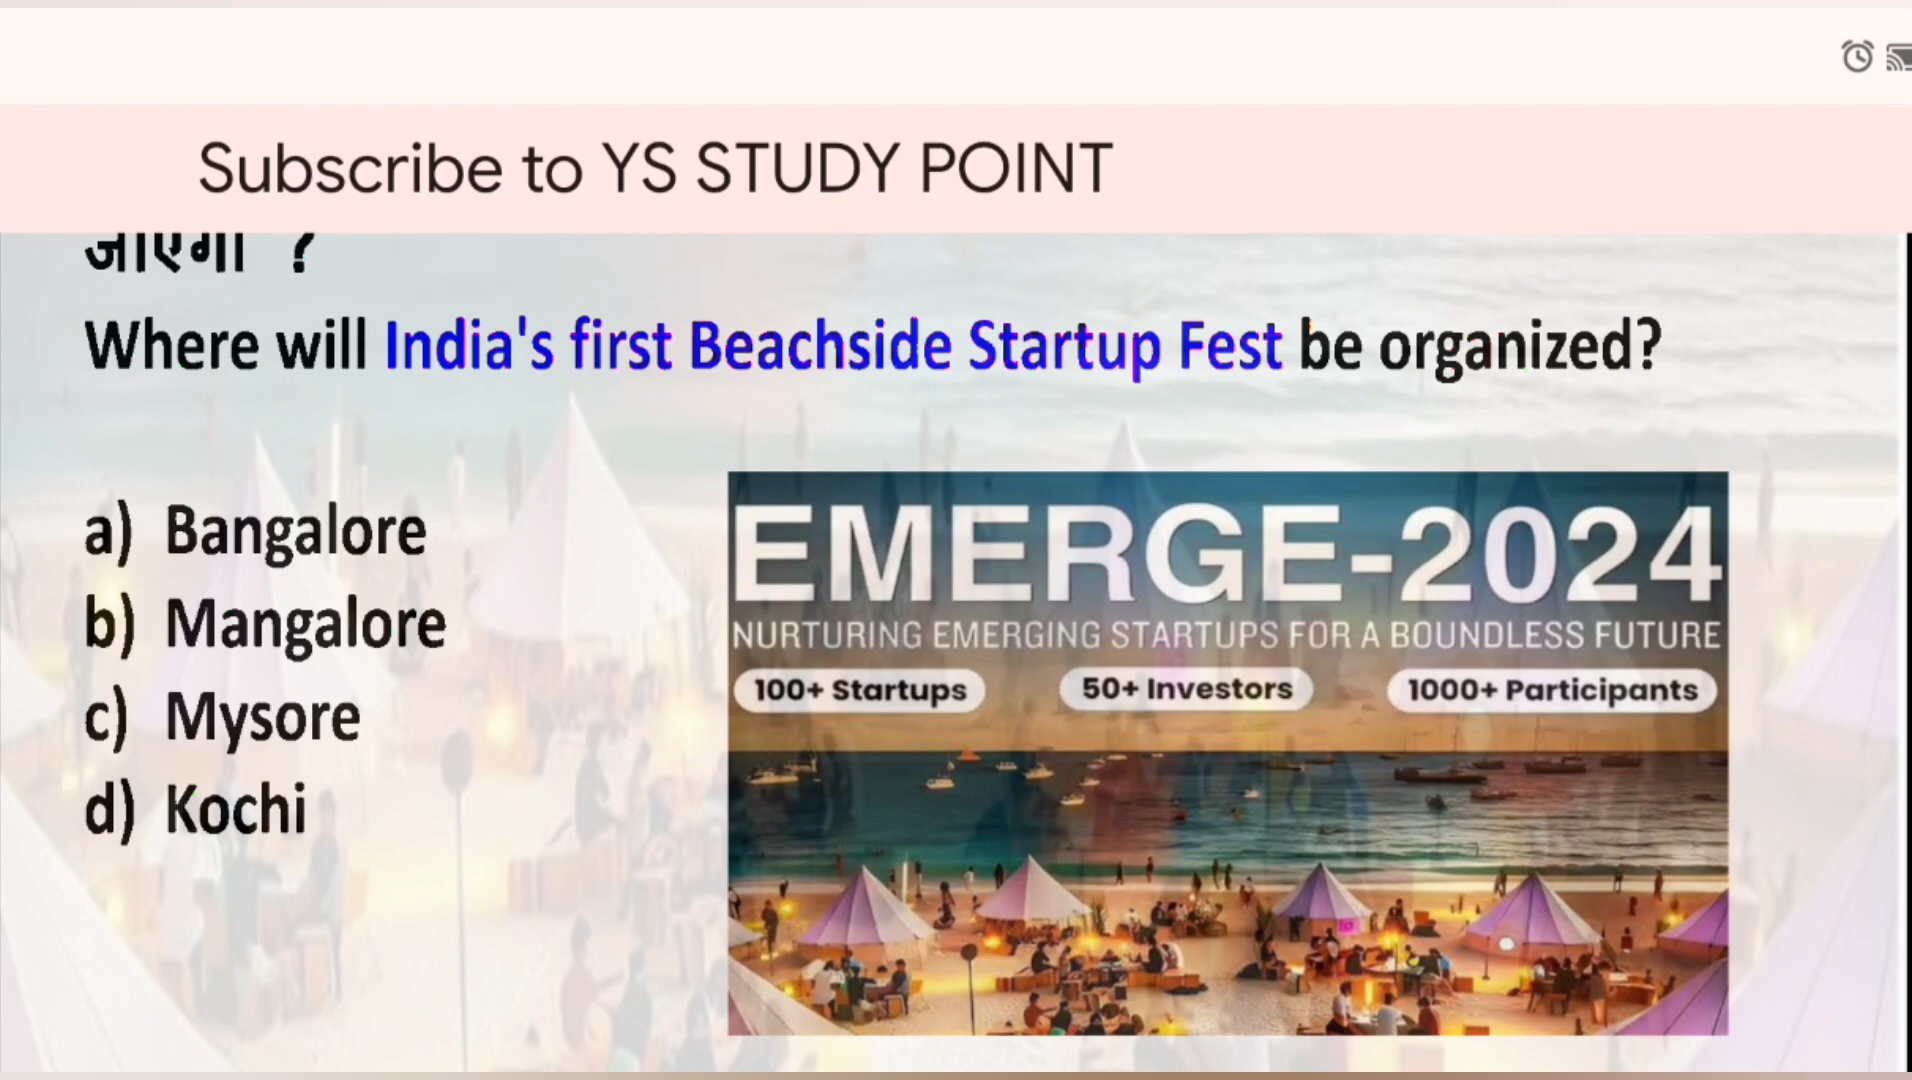 Subscribe to YS STUDY POINT
जाएगा ?
Where will India's first Beachside Startup Fest be organized?
a) Bangalore
b) Mangalore
c) Mysore
d) Kochi
EMERGE-2024
NURTURING EMERGING STARTUPS FOR A BOUNDLESS FUTURE
100+ Startups 50+ Investors 1000+ Participants